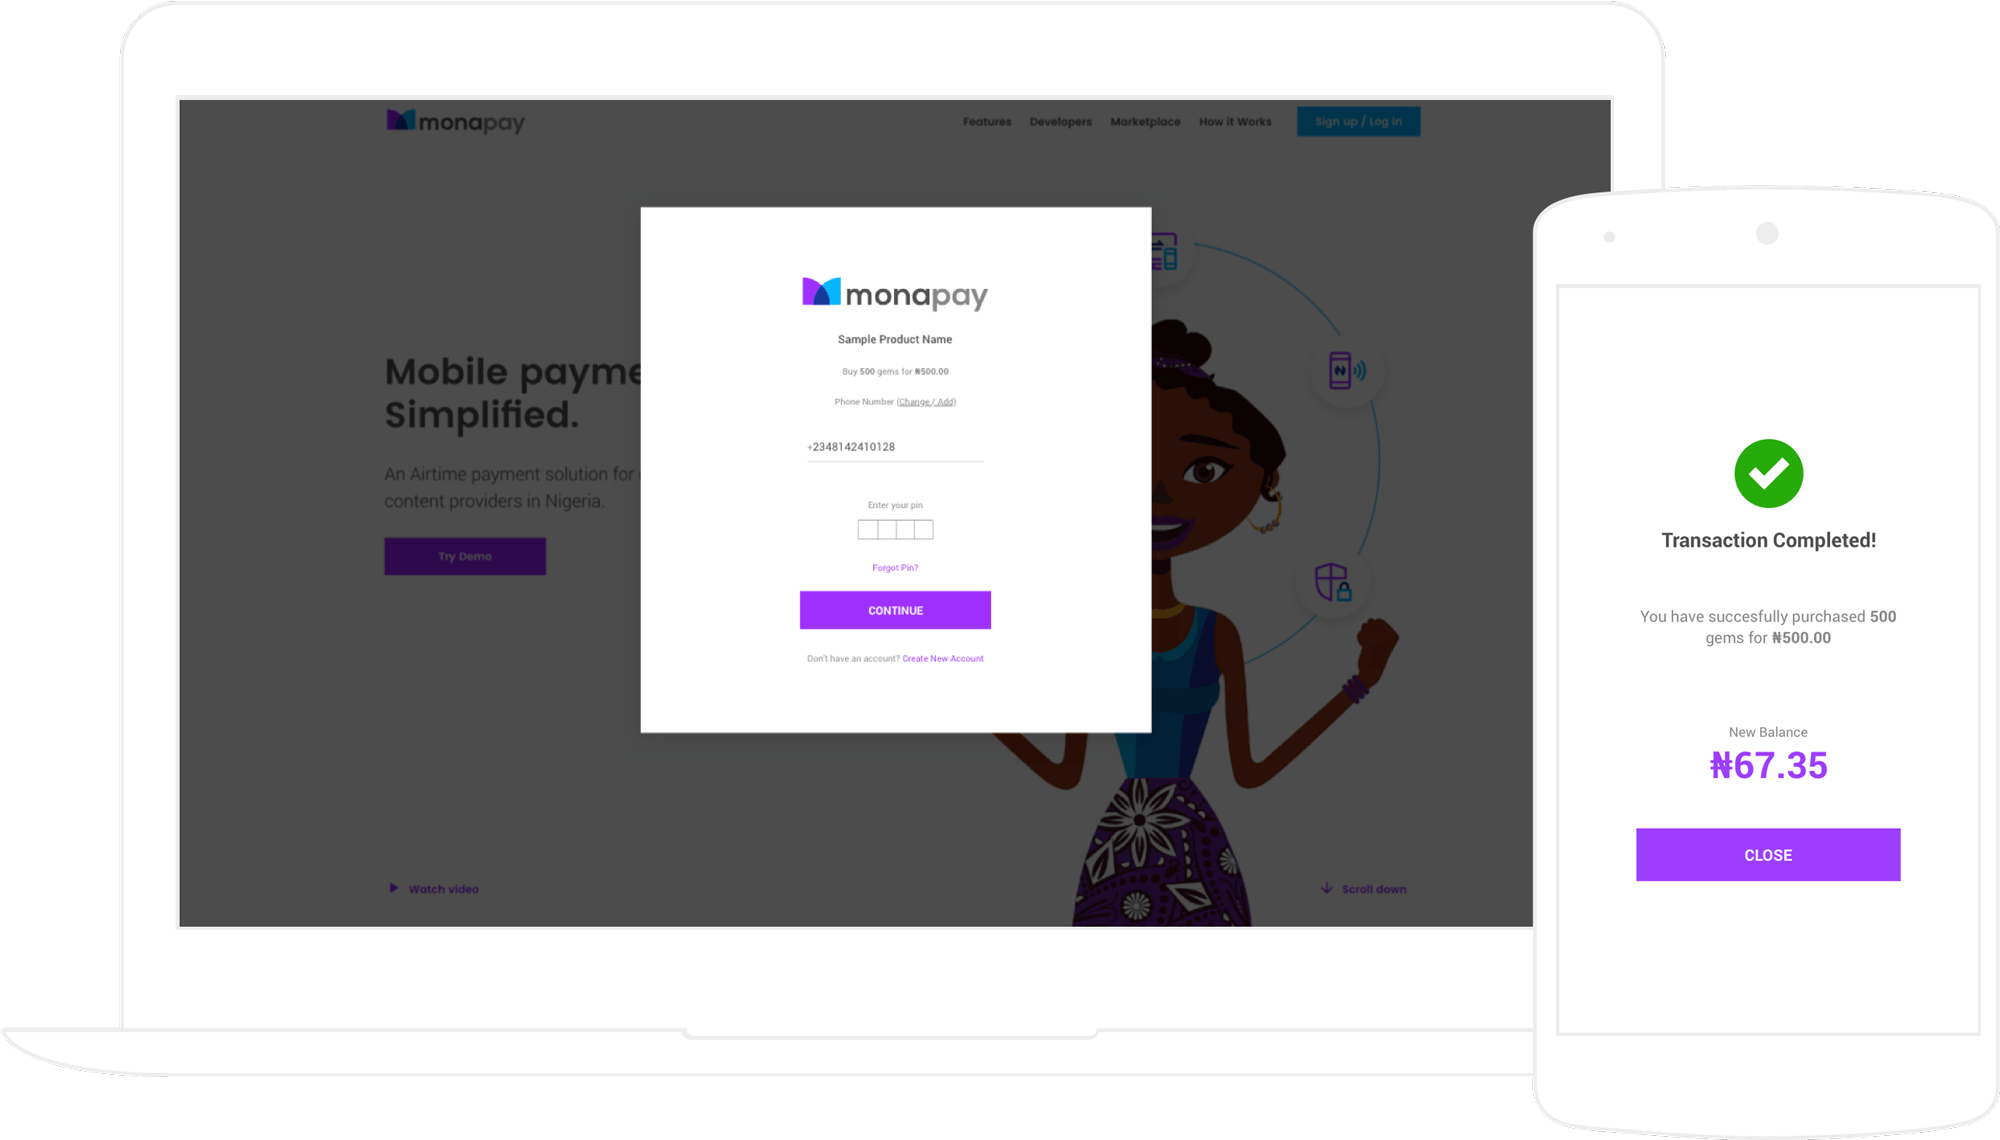 monapay
Features Developers Marketplace How it Works Sign up / Log in
Mobile payme
Simplified.
An Airtime payment solution for
content providers in Nigeria.
Try Demo
Watch video
Scroll down
monapay
Sample Product Name
Buy 500 gems for ₦500.00
Phone Number (Change / Add)
+2348142410128
Enter your pin
Forgot Pin?
CONTINUE
Don't have an account? Create New Account
Transaction Completed!
You have succesfully purchased 500
gems for ₦500.00
New Balance
₦67.35
CLOSE